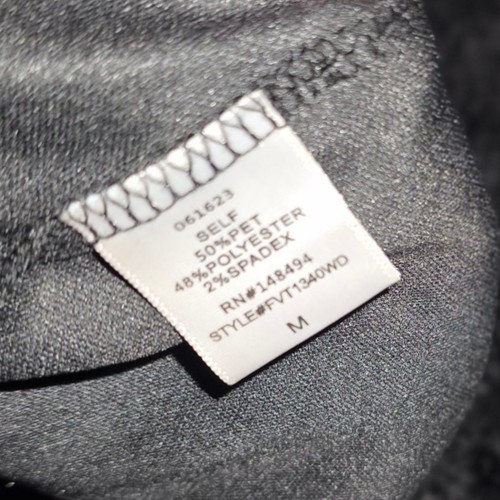 061623
SELF
50%PET
48%POLYESTER
2%SPADEX
RN#148494
STYLE#FVT1340WD
M